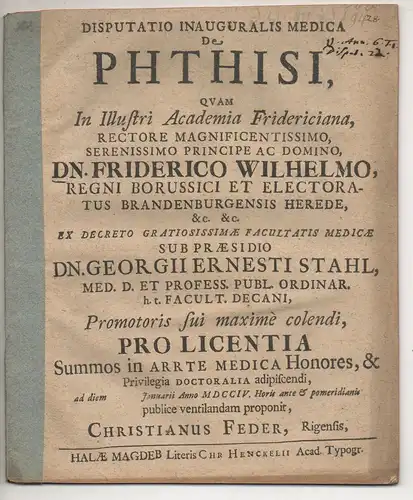 DISPUTATIO INAUGURALIS MEDICA
De
PHTHISI,
QVAM
In Illuſtri Academia Fridericiana,
RECTORE MAGNIFICENTISSIMO,
SERENISSIMO PRINCIPE AC DOMINO,
DN. FRIDERICO WILHELMO,
REGNI BORUSSICI ET ELECTORA-
TUS BRANDENBURGENSIS HEREDE,
&c. &c.
EX DECRETO GRATIOSISSIMÆ FACULTATIS MEDICÆ
SUB PRÆSIDIO
DN. GEORGII ERNESTI STAHL,
MED. D. ET PROFESS. PUBL. ORDINAR.
h. t. FACULT. DECANI,
Promotoris ſui maximè colendi,
PRO LICENTIA
Summos in ARRTE MEDICA Honores, &
Privilegia DOCTORALIA adipiſcendi,
ad diem Januarii Anno MDCCIV. Horis ante & pomeridianis
publice ventilandam proponit,
CHRISTIANUS FEDER, Rigenſis,
HALÆ MAGDEB Literis CHR HENCKELII Acad. Typogr.